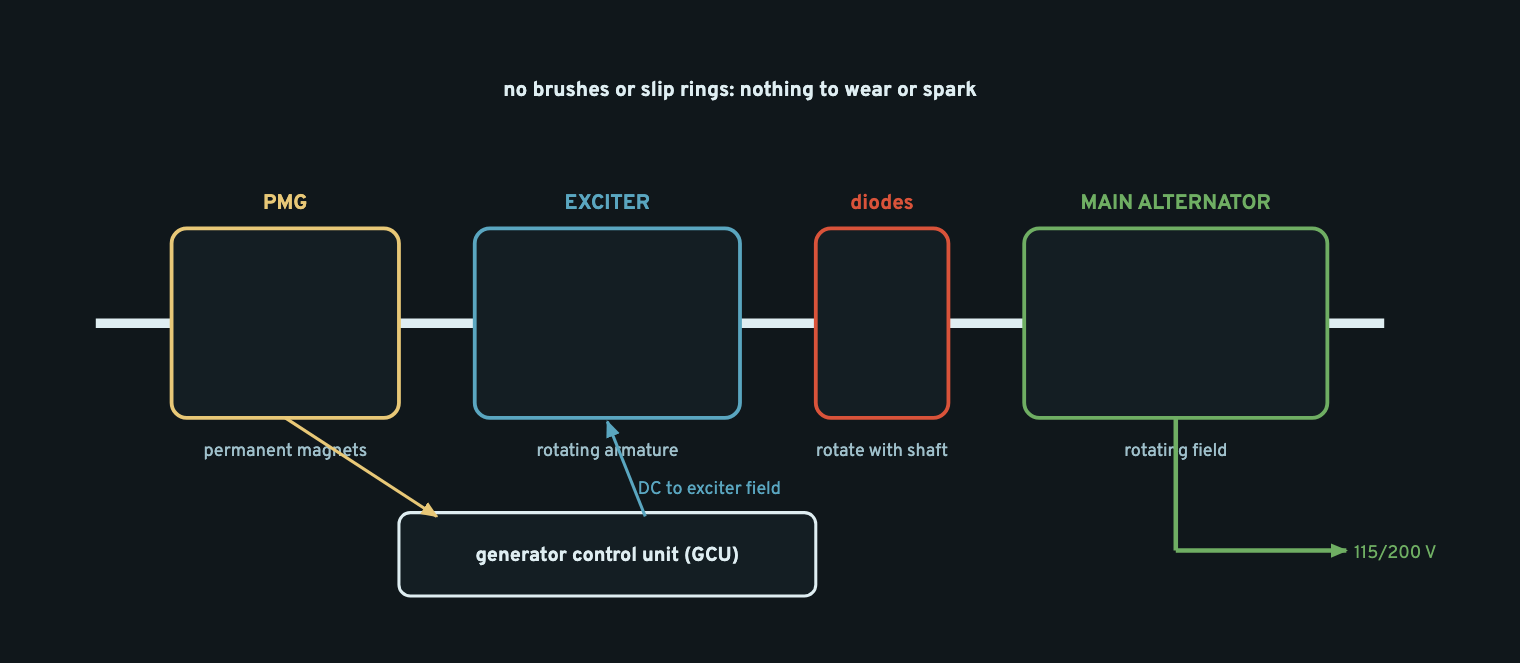 no brushes or slip rings: nothing to wear or spark
PMG
EXCITER
diodes
MAIN ALTERNATOR
permanent magnets
rotating armature
rotate with shaft
rotating field
DC to exciter field
generator control unit (GCU)
115/200 V